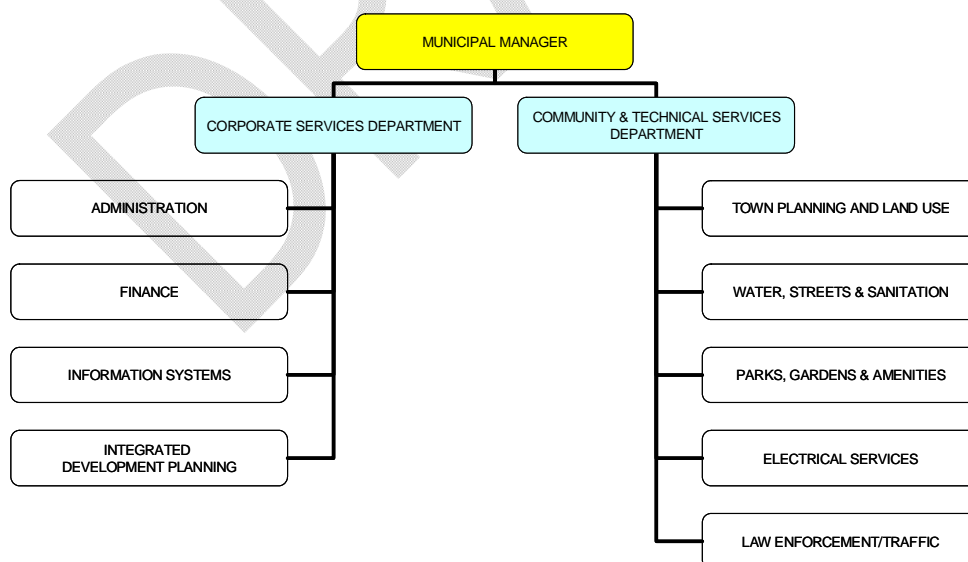 MUNICIPAL MANAGER
CORPORATE SERVICES DEPARTMENT
COMMUNITY & TECHNICAL SERVICES
DEPARTMENT
ADMINISTRATION
TOWN PLANNING AND LAND USE
FINANCE
WATER, STREETS & SANITATION
INFORMATION SYSTEMS
PARKS, GARDENS & AMENITIES
INTEGRATED
DEVELOPMENT PLANNING
ELECTRICAL SERVICES
LAW ENFORCEMENT/TRAFFIC